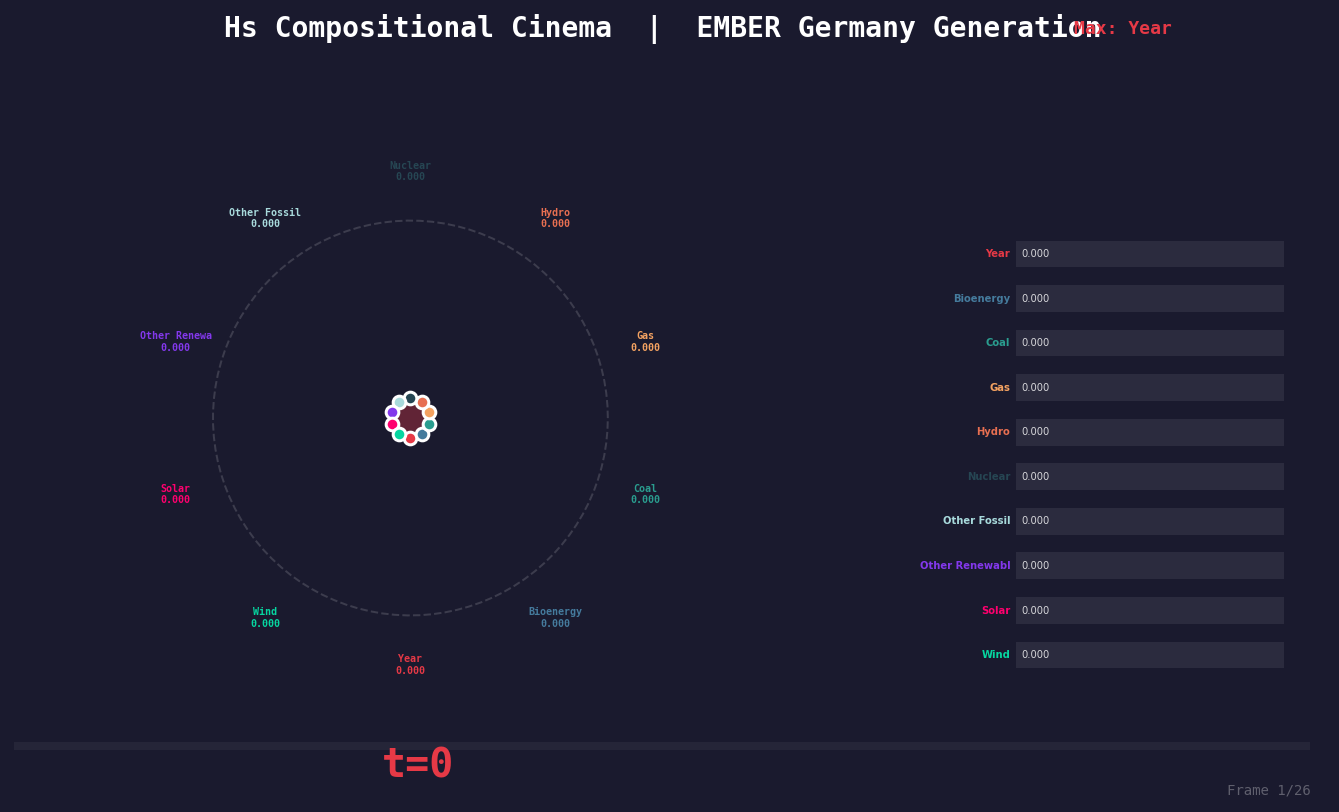 Hs Compositional Cinema | EMBER Germany Generation
Max: Year
Nuclear
0.000
Other Fossil
0.000
Hydro
0.000
Other Renewa
0.000
Gas
0.000
Solar
0.000
Coal
0.000
Wind
0.000
Bioenergy
0.000
Year
0.000
Year 0.000
Bioenergy 0.000
Coal 0.000
Gas 0.000
Hydro 0.000
Nuclear 0.000
Other Fossil 0.000
Other Renewabl 0.000
Solar 0.000
Wind 0.000
t=0
Frame 1/26